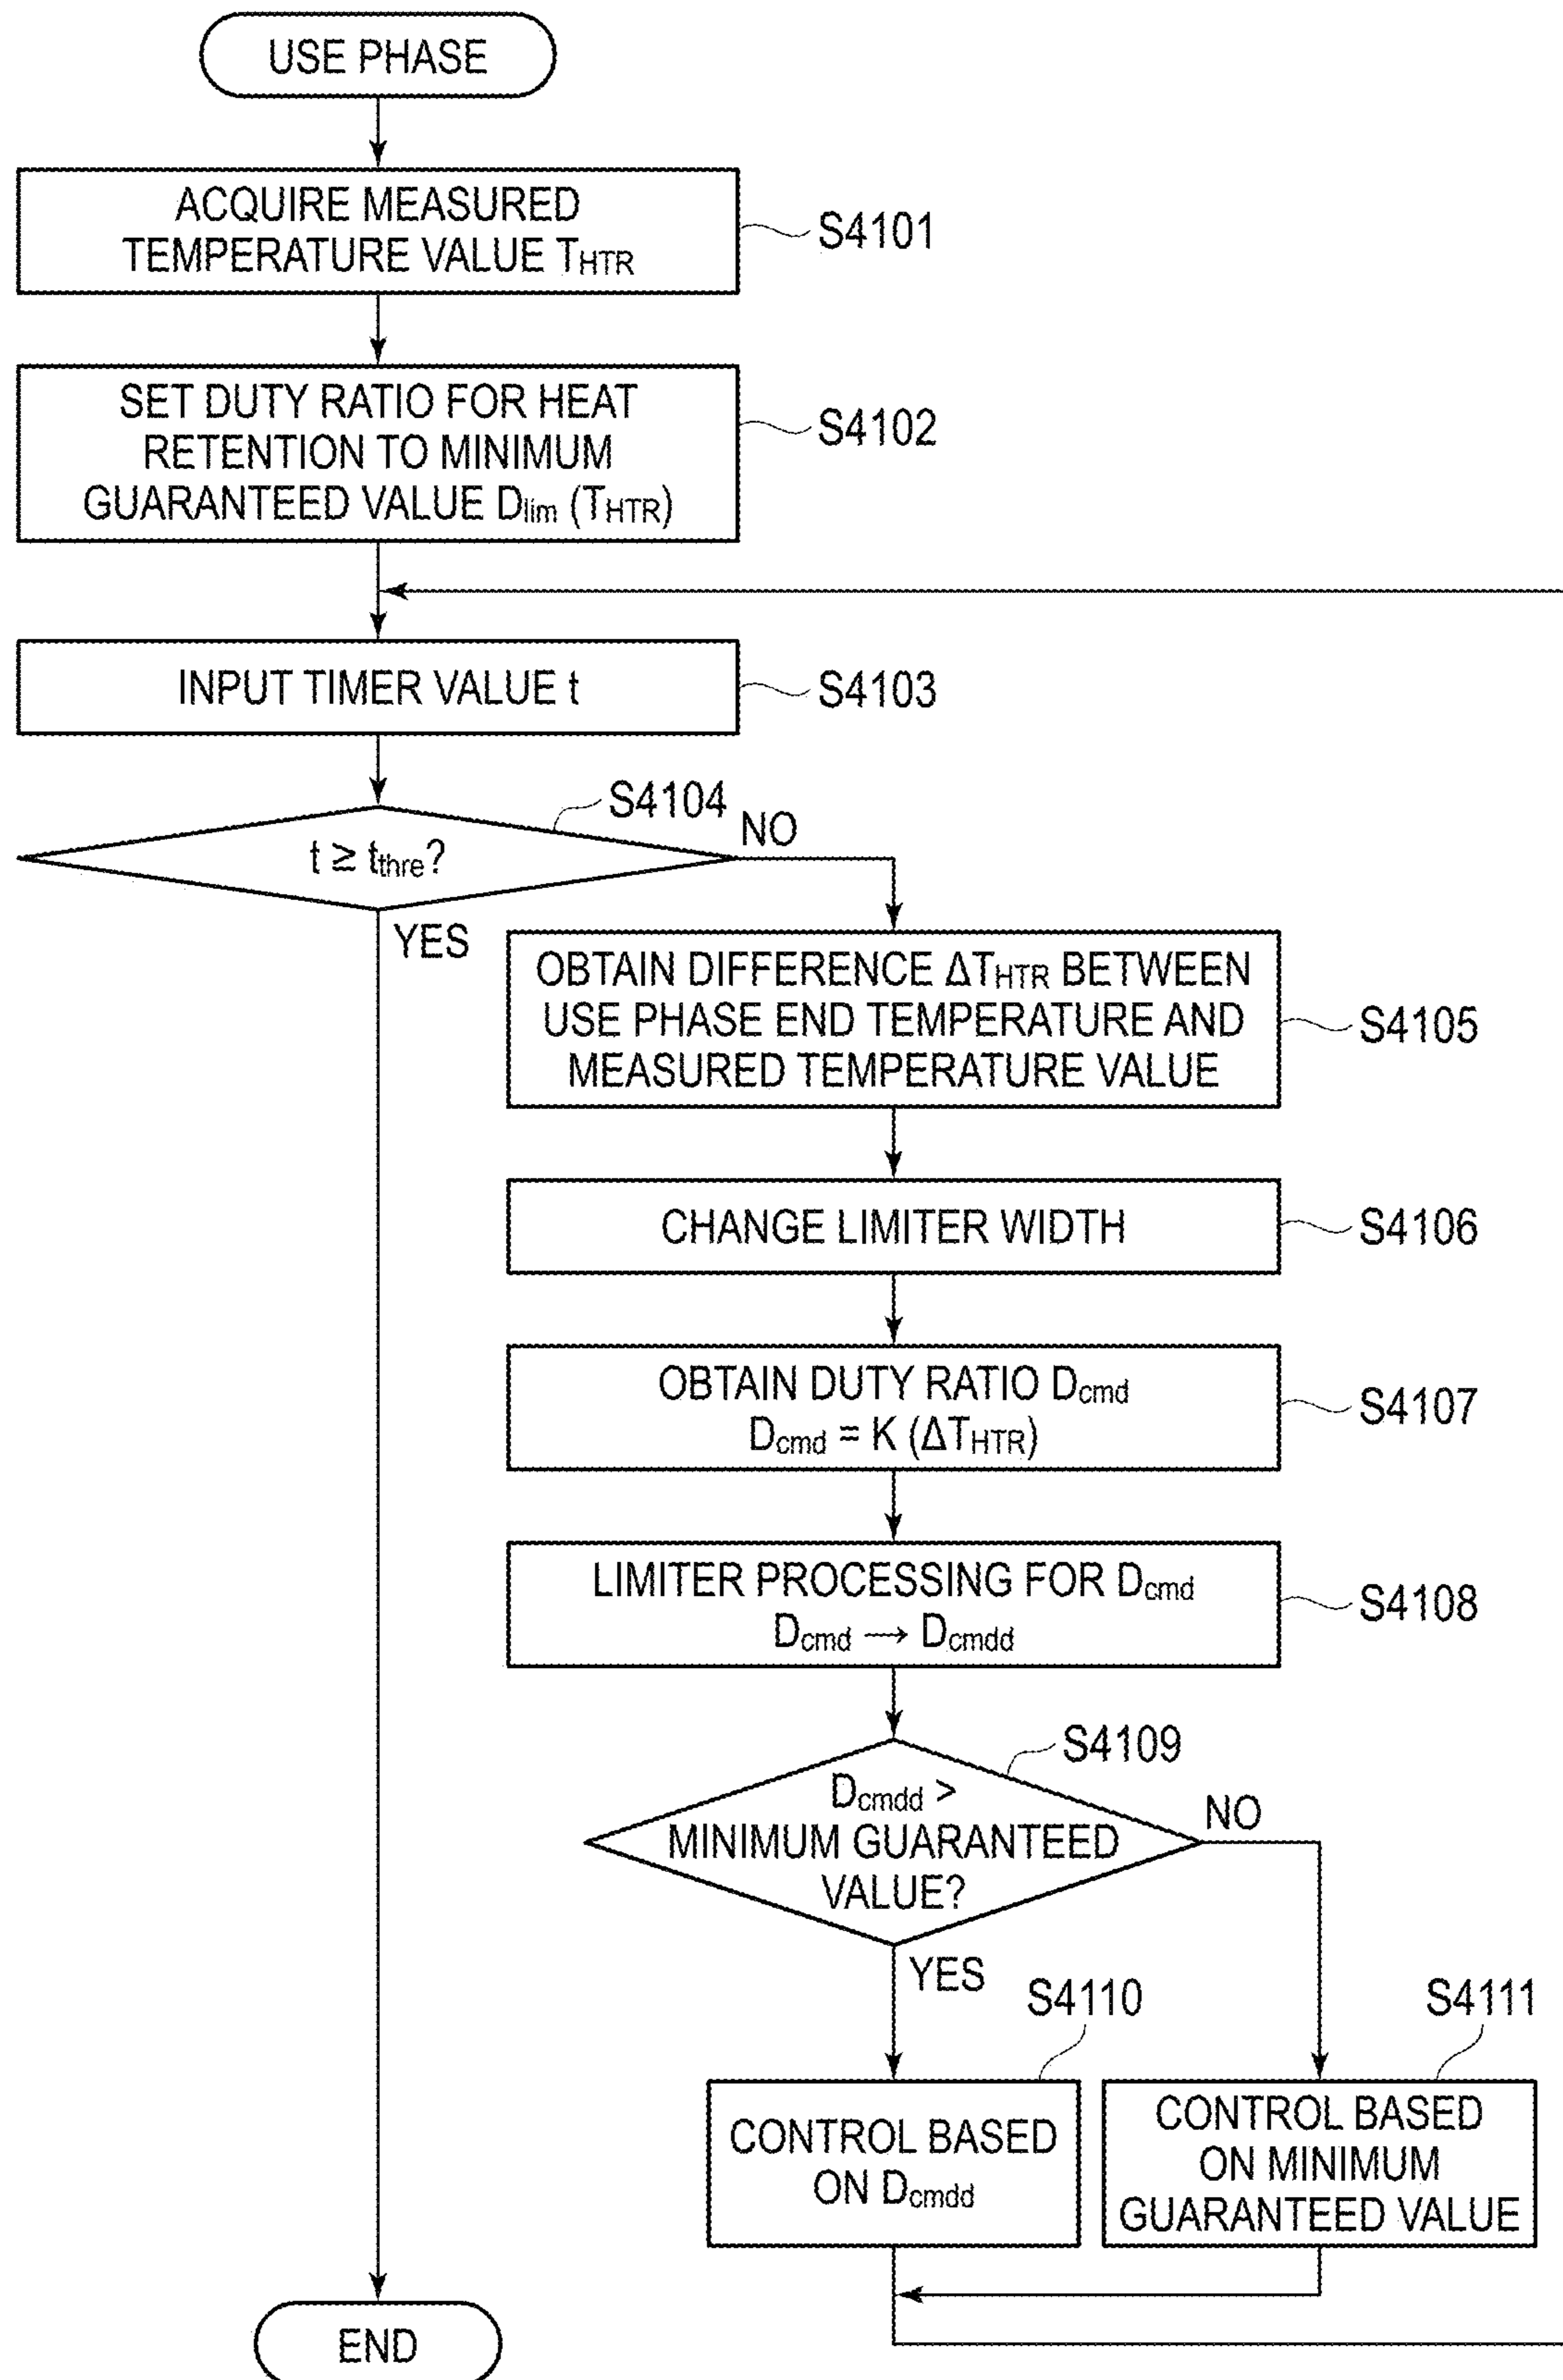 USE PHASE
ACQUIRE MEASURED
TEMPERATURE VALUE THTR
S4101
SET DUTY RATIO FOR HEAT
RETENTION TO MINIMUM
GUARANTEED VALUE Dlim (THTR)
S4102
INPUT TIMER VALUE t
S4103
S4104
t ≥ tthre?
NO
YES
OBTAIN DIFFERENCE ΔTHTR BETWEEN
USE PHASE END TEMPERATURE AND
MEASURED TEMPERATURE VALUE
S4105
CHANGE LIMITER WIDTH
S4106
OBTAIN DUTY RATIO Dcmd
Dcmd = K (ΔTHTR)
S4107
LIMITER PROCESSING FOR Dcmd
Dcmd → Dcmdd
S4108
S4109
Dcmdd >
MINIMUM GUARANTEED
VALUE?
NO
YES
S4110
CONTROL BASED
ON Dcmdd
S4111
CONTROL BASED
ON MINIMUM
GUARANTEED VALUE
END